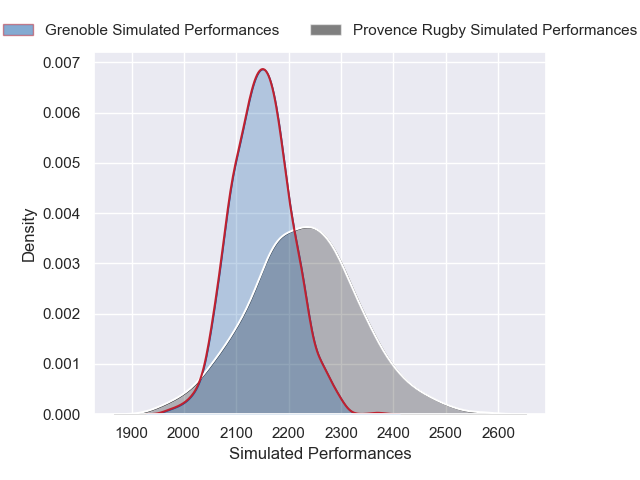 Grenoble Simulated Performances
Provence Rugby Simulated Performances
0.007
0.006
0.005
0.004
0.003
0.002
0.001
0.000
Density
1900 2000 2100 2200 2300 2400 2500 2600
Simulated Performances